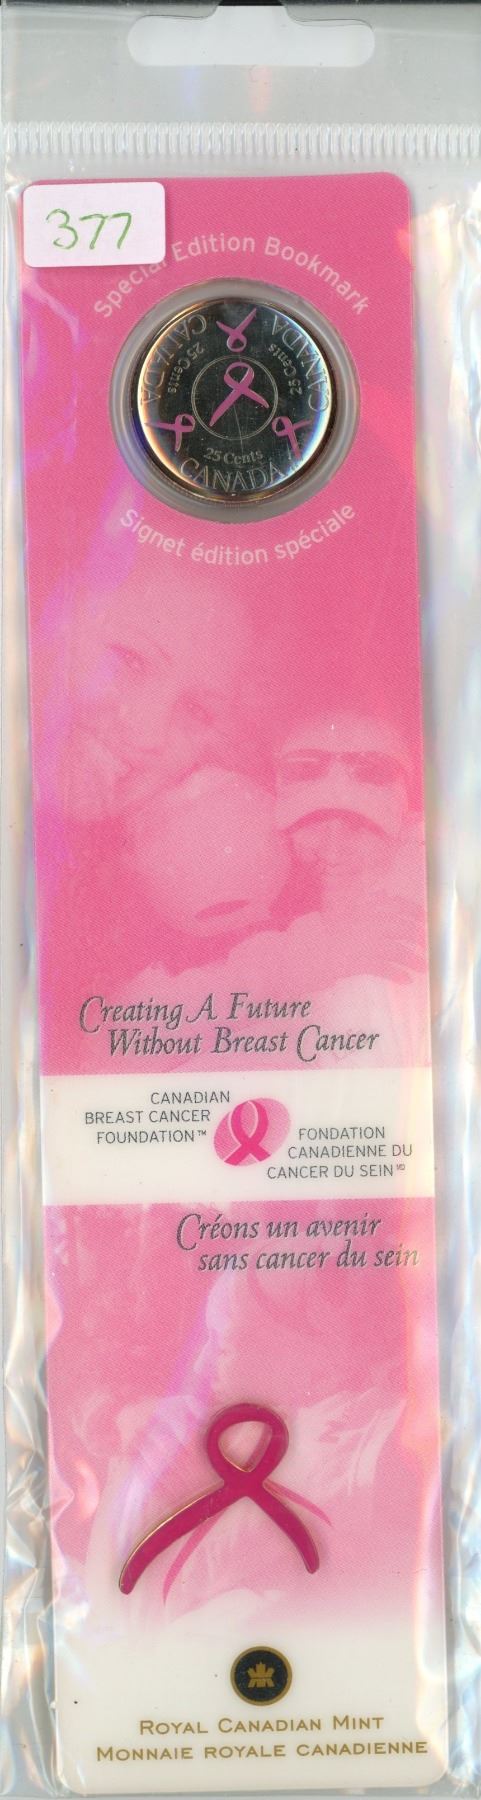 377
Special Edition Bookmark
CANADA
25 Cents
CANADA
25 Cents
25 Cents
CANADA
Signet édition spéciale
Creating A Future
Without Breast Cancer
CANADIAN
BREAST CANCER
FOUNDATION™
FONDATION
CANADIENNE DU
CANCER DU SEIN MD
Créons un avenir
sans cancer du sein
ROYAL CANADIAN MINT
MONNAIE ROYALE CANADIENNE